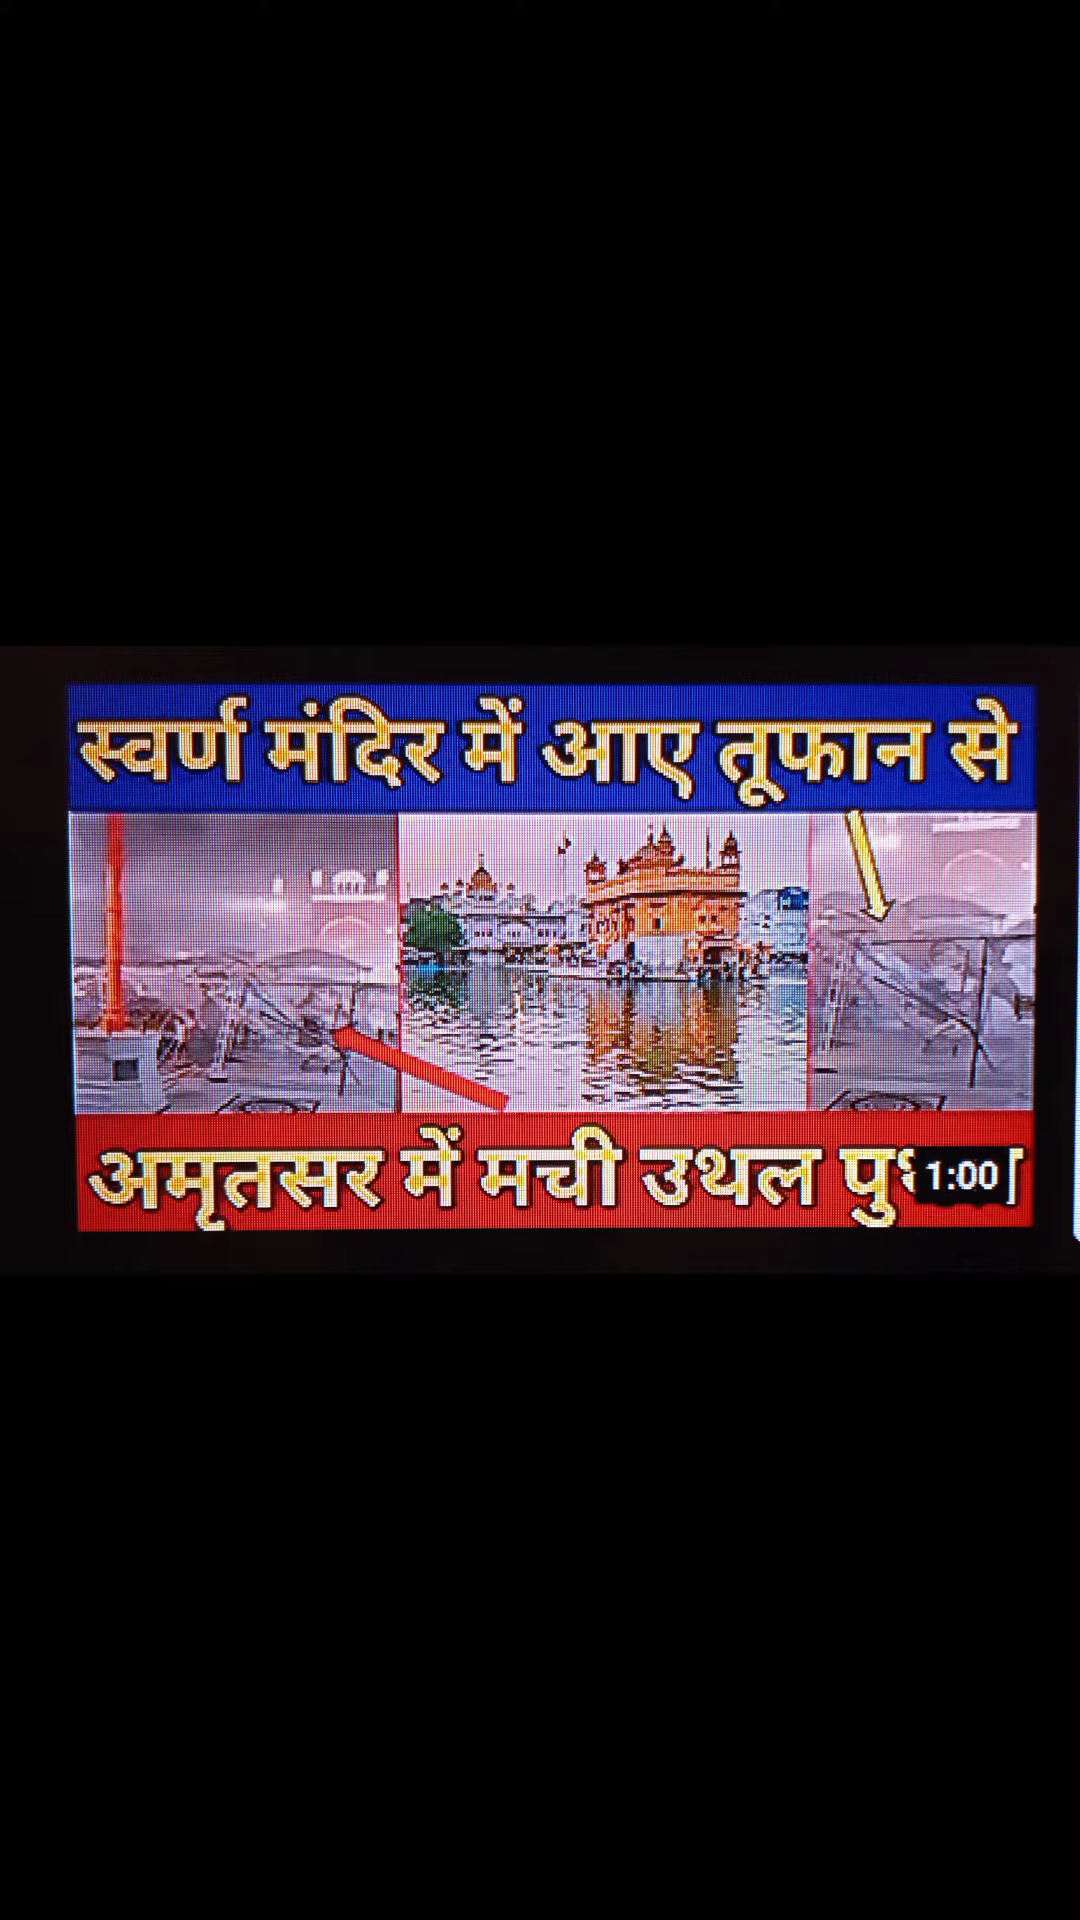 स्वर्ण मंदिर में आए तूफान से
अमृतसर में मची उथल
1:00